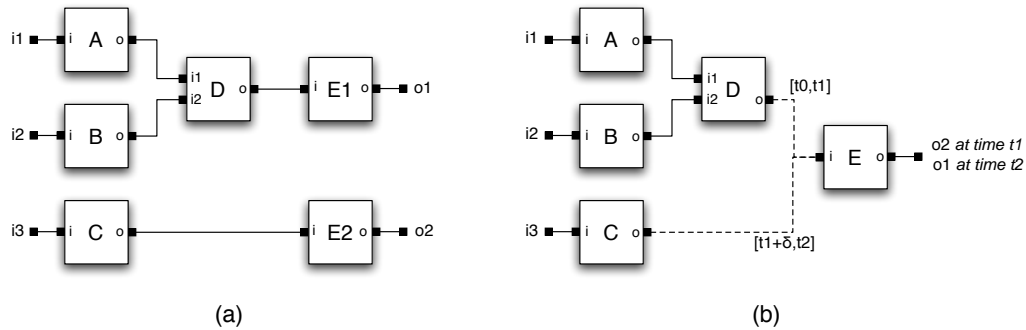 i1 i A o
i1 i2 D o
i E1 o o1
i2 i B o
i3 i C o
i E2 o o2
(a)
i1 i A o
i1 i2 D o
[t0,t1]
i2 i B o
i E o
o2 at time t1
o1 at time t2
i3 i C o
[t1+δ,t2]
(b)